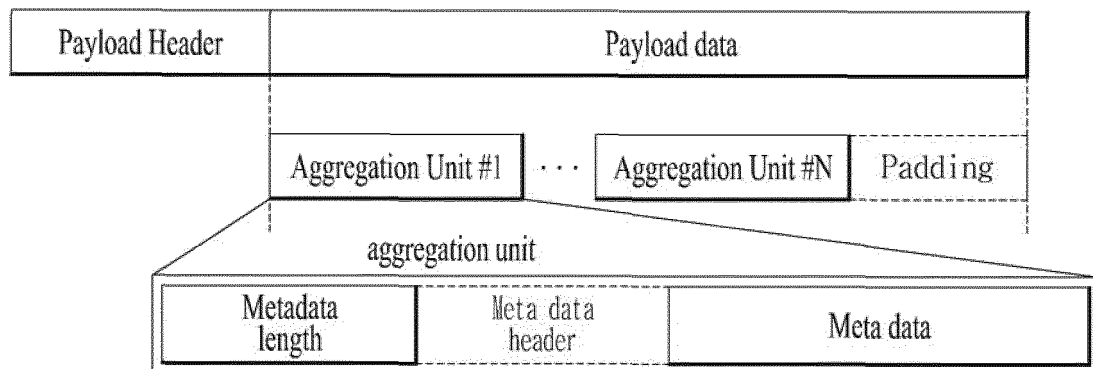 Payload Header
Payload data
Aggregation Unit #1
· · ·
Aggregation Unit #N
Padding
aggregation unit
Metadata
length
Meta data
header
Meta data